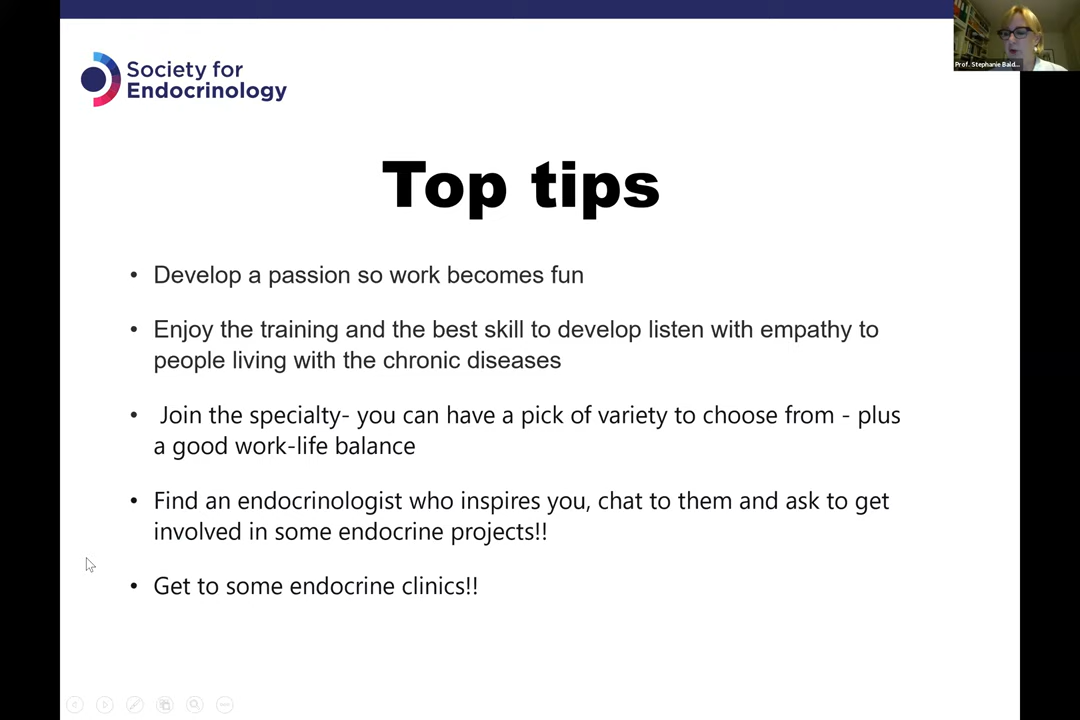 Prof. Stephanie Bald...
Society for
Endocrinology
Top tips
• Develop a passion so work becomes fun
• Enjoy the training and the best skill to develop listen with empathy to
people living with the chronic diseases
• Join the specialty- you can have a pick of variety to choose from - plus
a good work-life balance
• Find an endocrinologist who inspires you, chat to them and ask to get
involved in some endocrine projects!!
• Get to some endocrine clinics!!